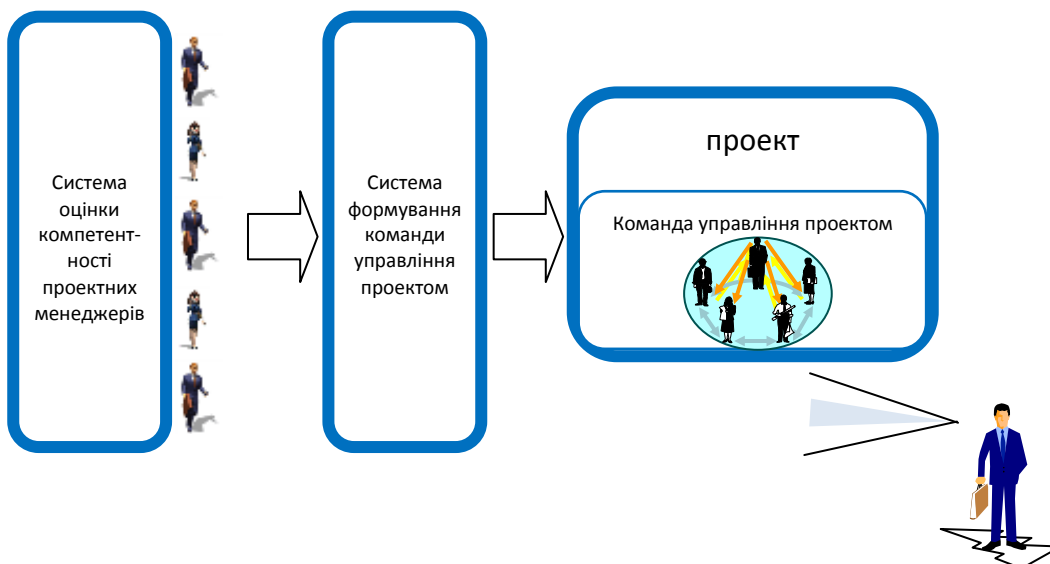 Система
оцінки
компетент-
ності
проектних
менеджерів
Система
формування
команди
управління
проектом
проект
Команда управління проектом